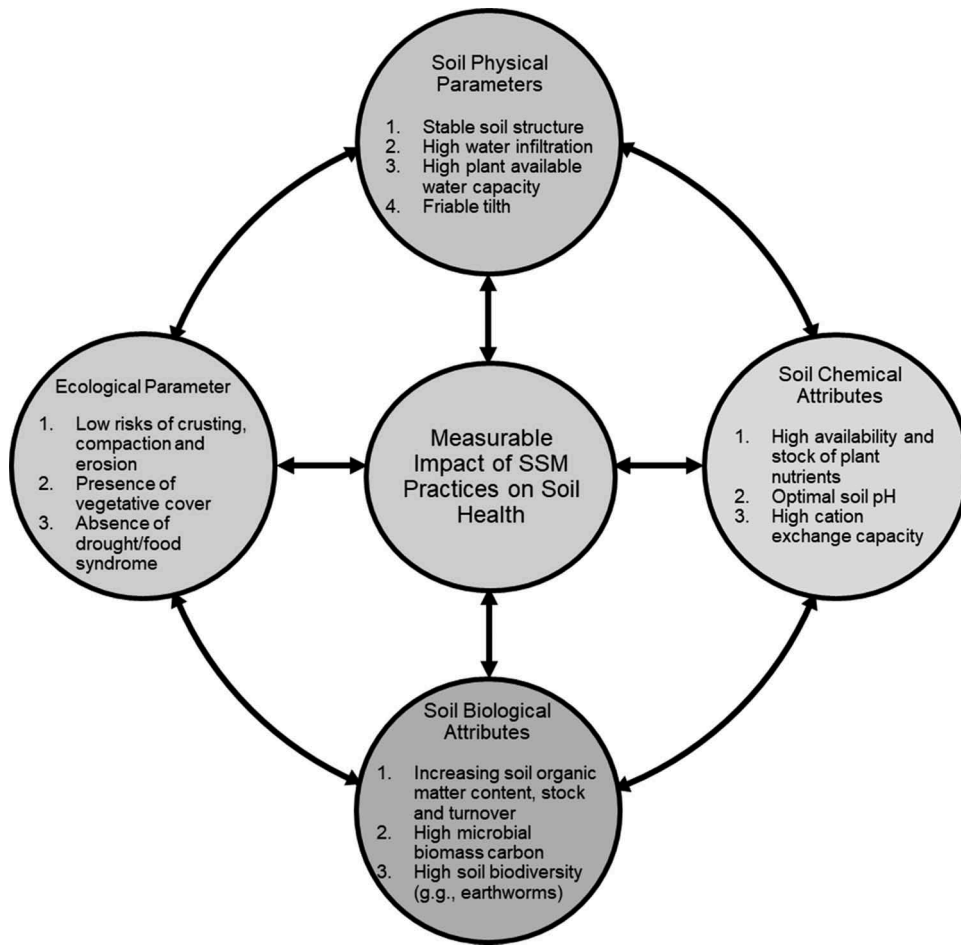 Soil Physical
Parameters
1. Stable soil structure
2. High water infiltration
3. High plant available
water capacity
4. Friable tilth
Ecological Parameter
1. Low risks of crusting,
compaction and
erosion
2. Presence of
vegetative cover
3. Absence of
drought/food
syndrome
Measurable
Impact of SSM
Practices on Soil
Health
Soil Chemical
Attributes
1. High availability and
stock of plant
nutrients
2. Optimal soil pH
3. High cation
exchange capacity
Soil Biological
Attributes
1. Increasing soil organic
matter content, stock
and turnover
2. High microbial
biomass carbon
3. High soil biodiversity
(g.g., earthworms)